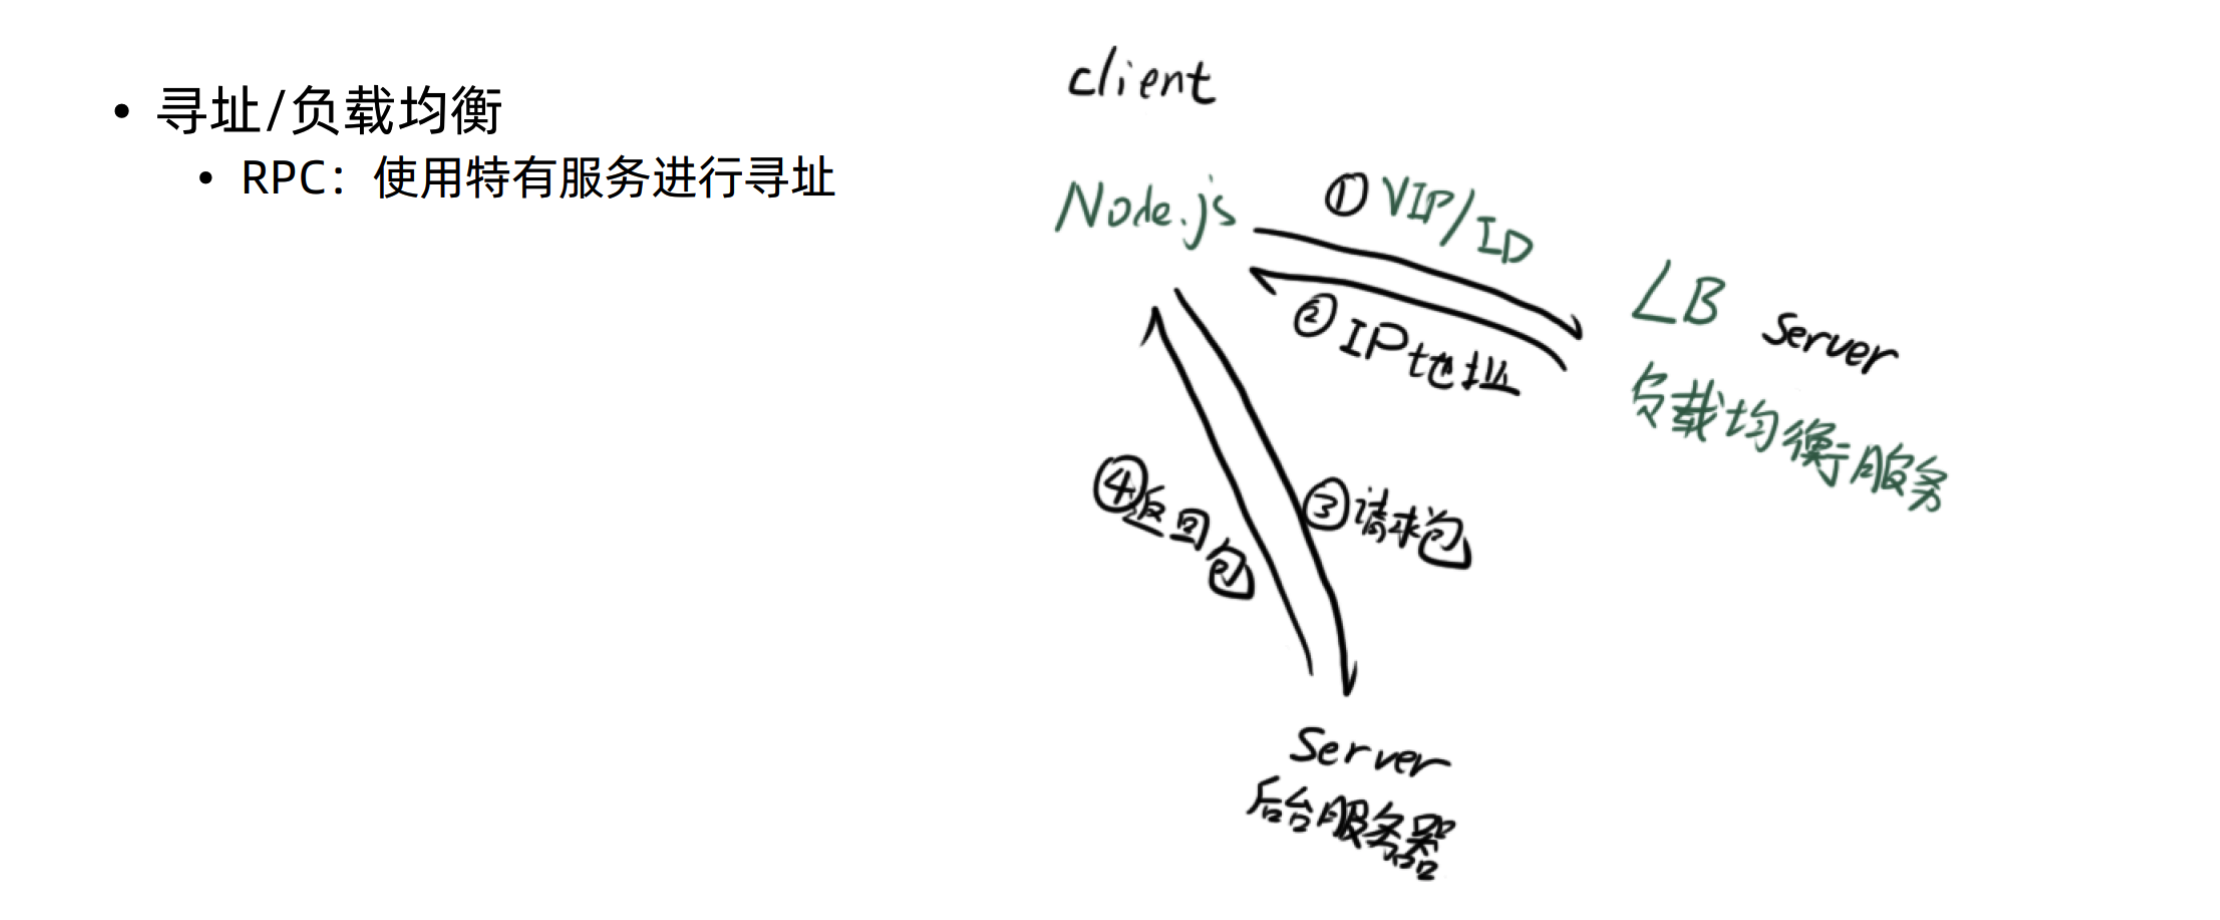 • 寻址/负载均衡
• RPC：使用特有服务进行寻址
client
Node.js
① VIP/ID
② IP地址
LB Server
负载均衡服务
③请求包
④返回包
Server
后台服务器